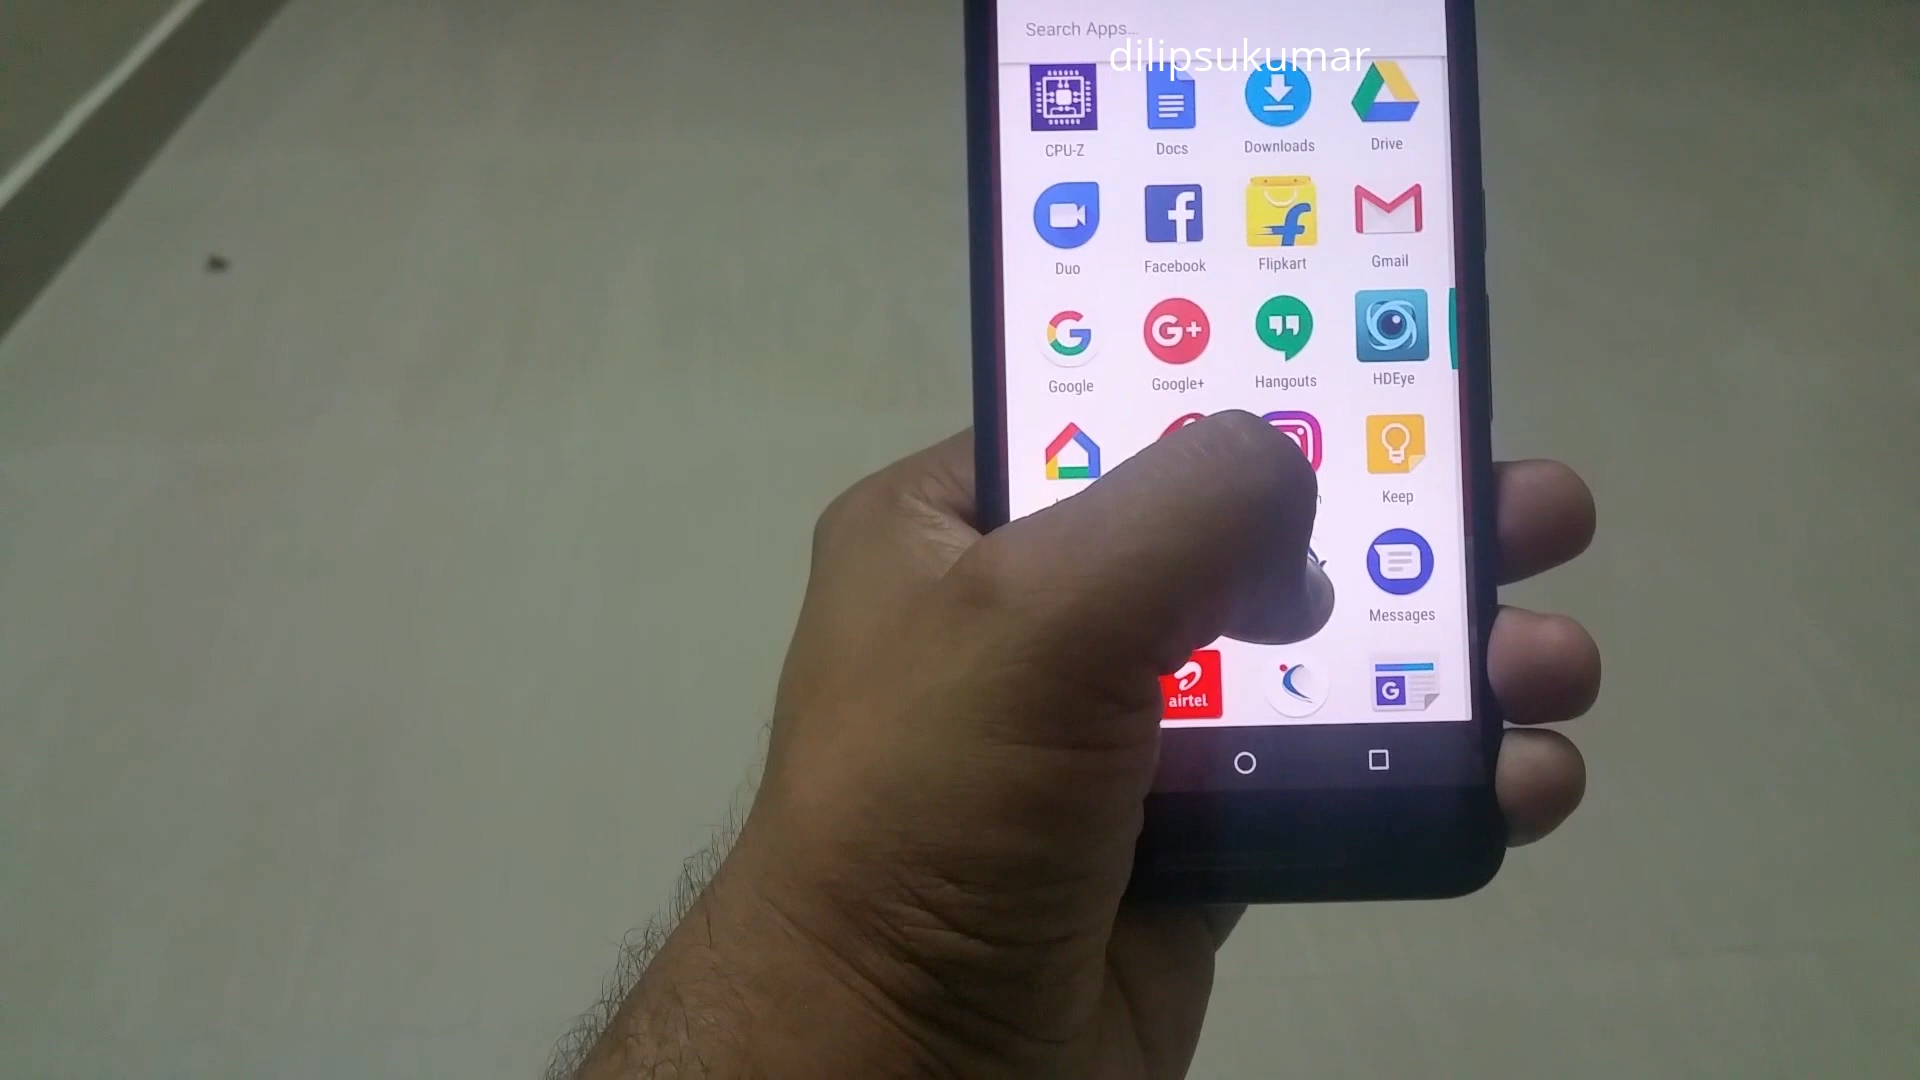 Search Apps...
dilipsukumar
CPU-Z Docs Downloads Drive
Duo Facebook Flipkart Gmail
G+
Google Google+ Hangouts HDEye
Keep
Messages
airtel
G